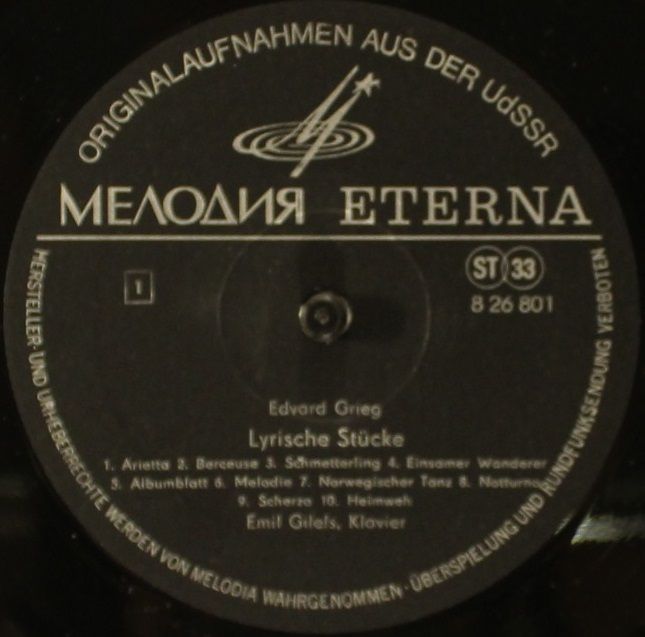 ORIGINALAUFNAHMEN AUS DER UdSSR
МЕЛОДИЯ ETERNA
ST 33
1
8 26 801
Edvard Grieg
Lyrische Stücke
1. Arietta 2. Berceuse 3. Schmetterling 4. Einsamer Wanderer
5. Albumblatt 6. Melodie 7. Norwegischer Tanz 8. Notturno
9. Scherzo 10. Heimweh
Emil Gilels, Klavier
HERSTELLER- UND URHEBERRECHTE WERDEN VON MELODIA WAHRGENOMMEN · ÜBERSPIELUNG UND RUNDFUNKSENDUNG VERBOTEN